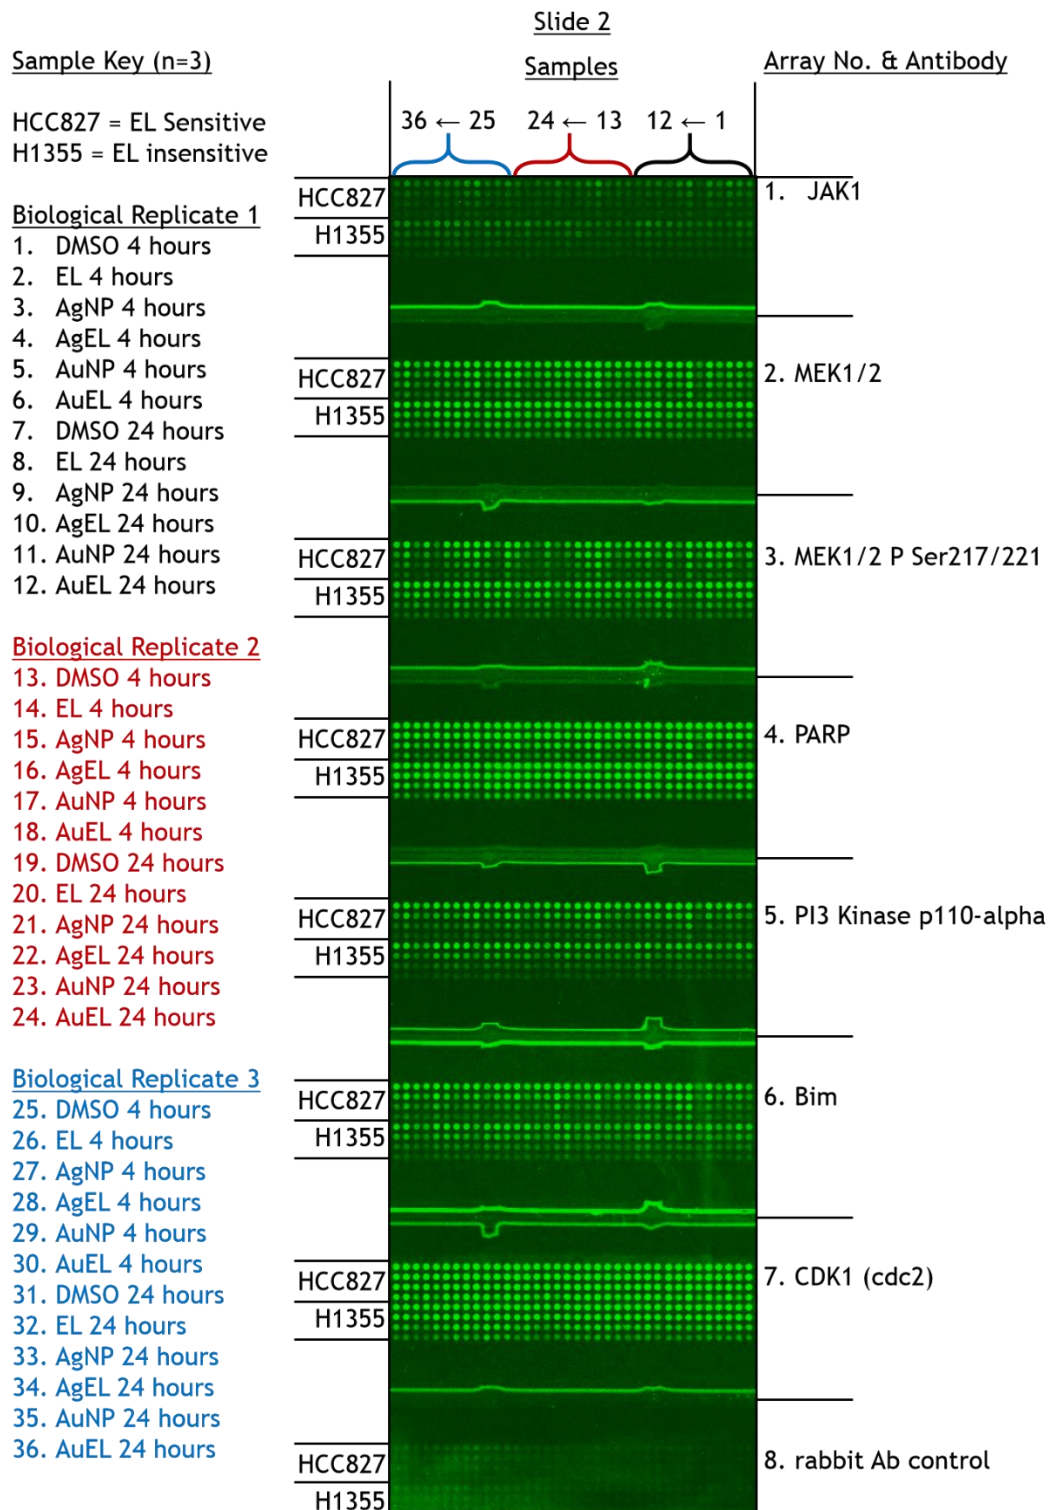 Slide 2
Samples
Sample Key (n=3)
HCC827 = EL Sensitive
H1355 = EL insensitive
Biological Replicate 1
1. DMSO 4 hours
2. EL 4 hours
3. AgNP 4 hours
4. AgEL 4 hours
5. AuNP 4 hours
6. AuEL 4 hours
7. DMSO 24 hours
8. EL 24 hours
9. AgNP 24 hours
10. AgEL 24 hours
11. AuNP 24 hours
12. AuEL 24 hours
Biological Replicate 2
13. DMSO 4 hours
14. EL 4 hours
15. AgNP 4 hours
16. AgEL 4 hours
17. AuNP 4 hours
18. AuEL 4 hours
19. DMSO 24 hours
20. EL 24 hours
21. AgNP 24 hours
22. AgEL 24 hours
23. AuNP 24 hours
24. AuEL 24 hours
Biological Replicate 3
25. DMSO 4 hours
26. EL 4 hours
27. AgNP 4 hours
28. AgEL 4 hours
29. AuNP 4 hours
30. AuEL 4 hours
31. DMSO 24 hours
32. EL 24 hours
33. AgNP 24 hours
34. AgEL 24 hours
35. AuNP 24 hours
36. AuEL 24 hours
36 ← 25 24 ← 13 12 ← 1
HCC827
H1355
HCC827
H1355
HCC827
H1355
HCC827
H1355
HCC827
H1355
HCC827
H1355
HCC827
H1355
HCC827
H1355
Array No. & Antibody
1. JAK1
2. MEK1/2
3. MEK1/2 P Ser217/221
4. PARP
5. PI3 Kinase p110-alpha
6. Bim
7. CDK1 (cdc2)
8. rabbit Ab control